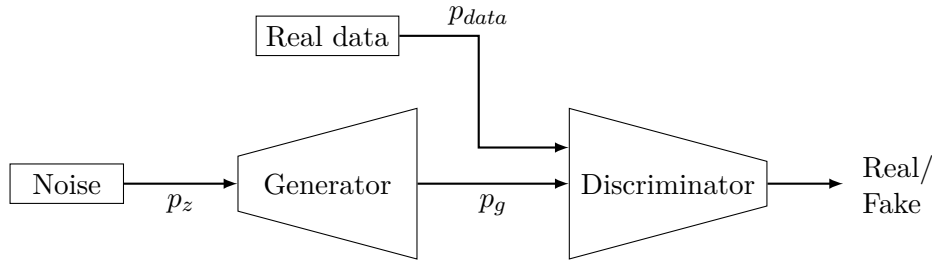 p_data
Real data
Noise
p_z
Generator
p_g
Discriminator
Real/
Fake